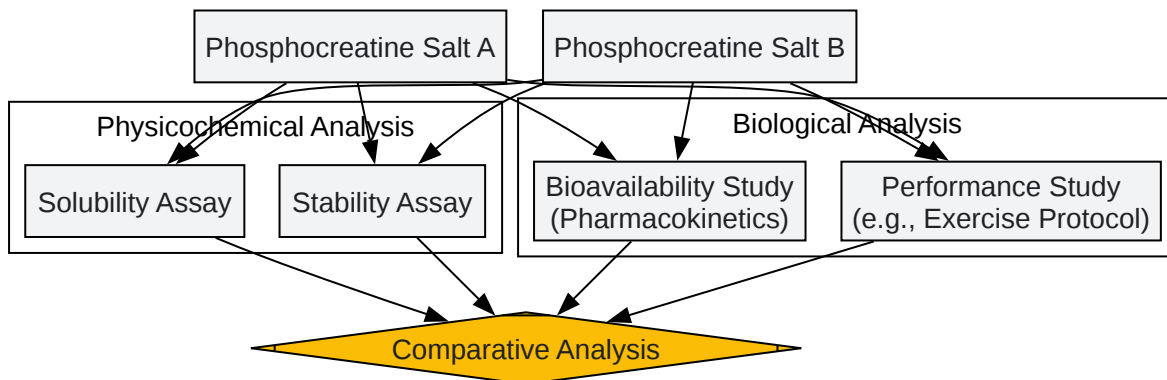 Phosphocreatine Salt A
Phosphocreatine Salt B
Physicochemical Analysis
Biological Analysis
Solubility Assay
Stability Assay
Bioavailability Study
(Pharmacokinetics)
Performance Study
(e.g., Exercise Protocol)
Comparative Analysis